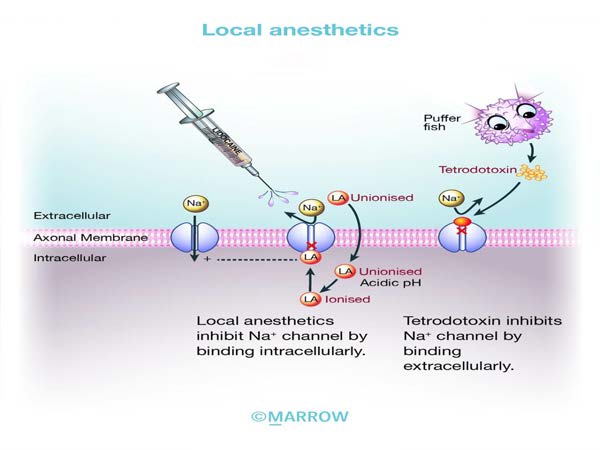 Local anesthetics
Puffer
fish
LIDOCAINE
Tetrodotoxin
Na⁺
Na⁺
LA Unionised
Na⁺
Extracellular
Axonal Membrane
Intracellular
+
LA
LA Unionised
Acidic pH
LA Ionised
Local anesthetics
inhibit Na⁺ channel by
binding intracellularly.
Tetrodotoxin inhibits
Na⁺ channel by
binding
extracellularly.
©MARROW